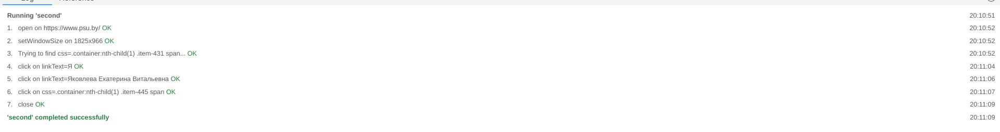 Log Reference
Running 'second' 20:10:51
1. open on https://www.psu.by/ OK 20:10:52
2. setWindowSize on 1825x966 OK 20:10:52
3. Trying to find css=.container:nth-child(1) .item-431 span... OK 20:10:52
4. click on linkText=Я OK 20:11:04
5. click on linkText=Яковлева Екатерина Витальевна OK 20:11:06
6. click on css=.container:nth-child(1) .item-445 span OK 20:11:07
7. close OK 20:11:09
'second' completed successfully 20:11:09